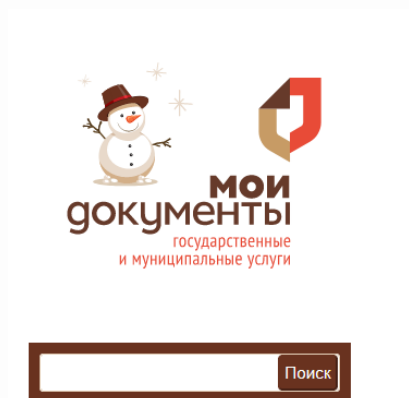 мои
документы
государственные
и муниципальные услуги
Поиск